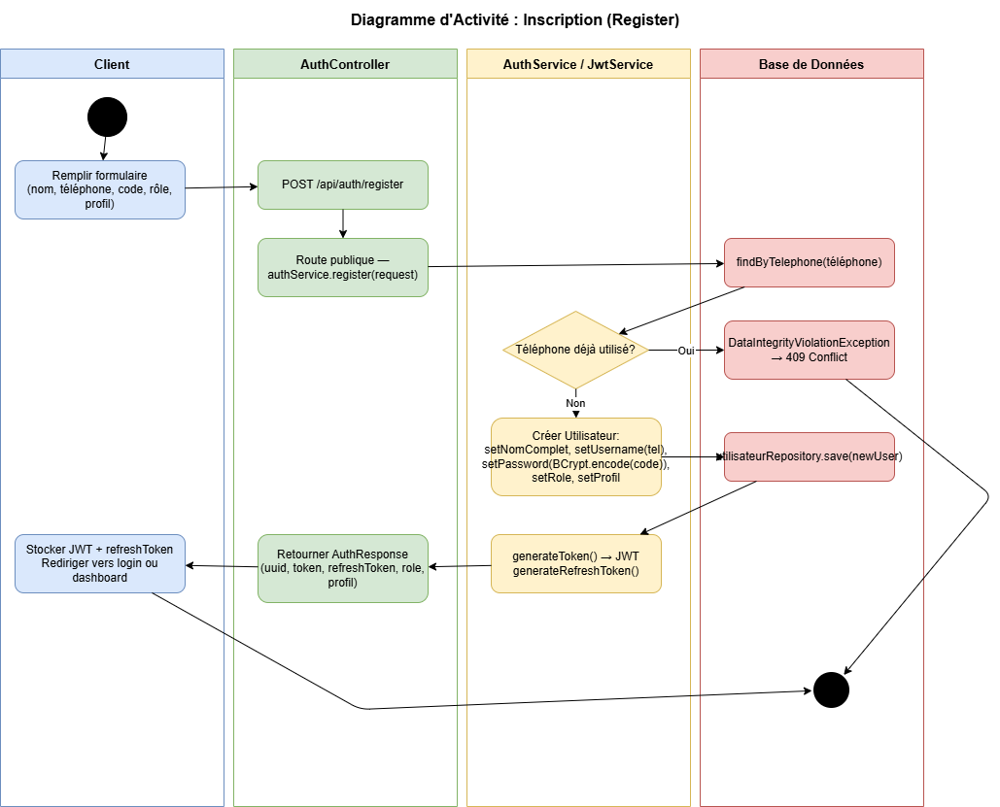 Diagramme d'Activité : Inscription (Register)
Client
AuthController
AuthService / JwtService
Base de Données
Remplir formulaire
(nom, téléphone, code, rôle,
profil)
POST /api/auth/register
Route publique —
authService.register(request)
findByTelephone(téléphone)
Téléphone déjà utilisé?
Oui
DataIntegrityViolationException
→ 409 Conflict
Non
Créer Utilisateur:
setNomComplet, setUsername(tel),
setPassword(BCrypt.encode(code)),
setRole, setProfil
utilisateurRepository.save(newUser)
generateToken() → JWT
generateRefreshToken()
Retourner AuthResponse
(uuid, token, refreshToken, role,
profil)
Stocker JWT + refreshToken
Rediriger vers login ou
dashboard